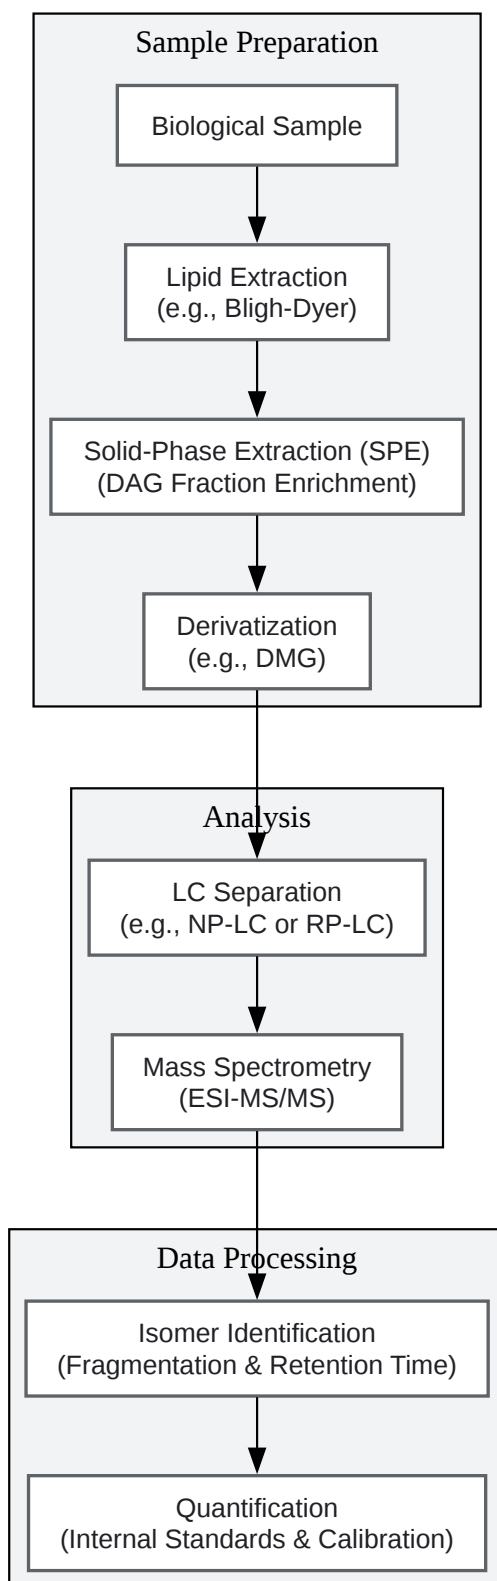 Sample Preparation
Biological Sample
Lipid Extraction
(e.g., Bligh-Dyer)
Solid-Phase Extraction (SPE)
(DAG Fraction Enrichment)
Derivatization
(e.g., DMG)
Analysis
LC Separation
(e.g., NP-LC or RP-LC)
Mass Spectrometry
(ESI-MS/MS)
Data Processing
Isomer Identification
(Fragmentation & Retention Time)
Quantification
(Internal Standards & Calibration)